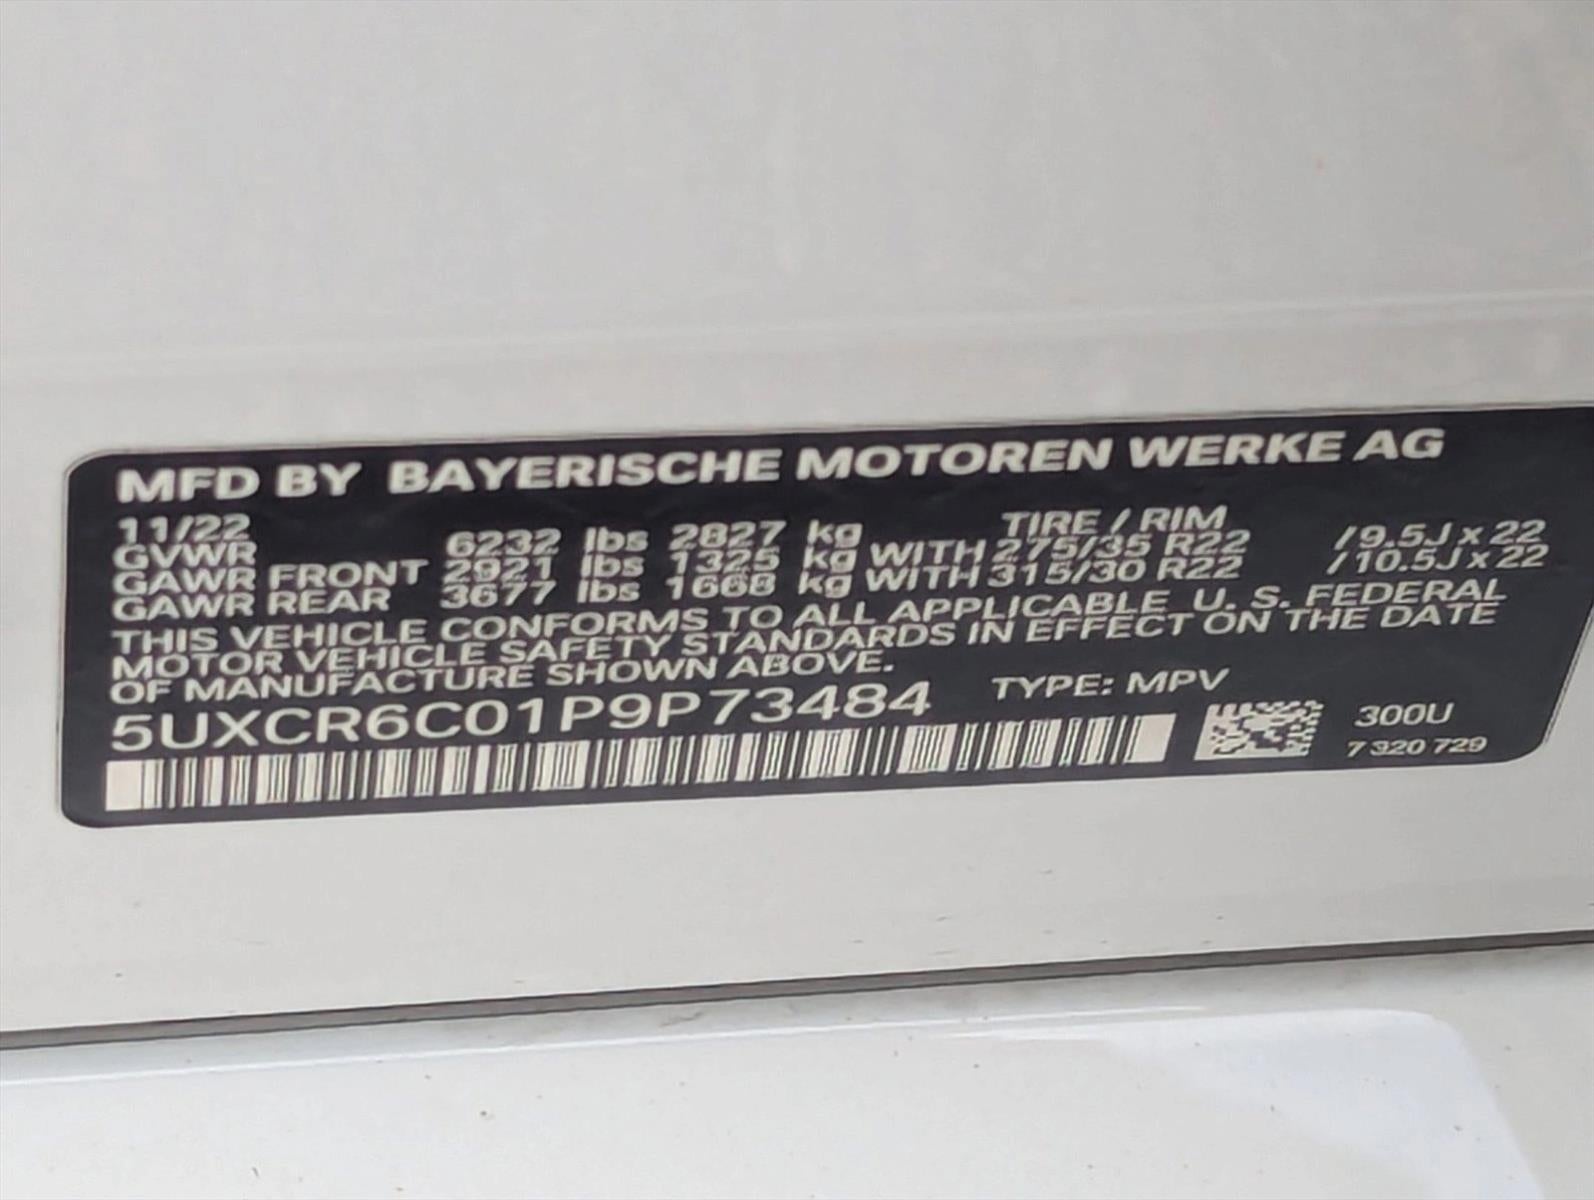 MFD BY BAYERISCHE MOTOREN WERKE AG
11/22 TIRE / RIM
GVWR 6232 lbs 2827 kg
GAWR FRONT 2921 lbs 1325 kg WITH 275/35 R22 /9.5J x 22
GAWR REAR 3677 lbs 1668 kg WITH 315/30 R22 /10.5J x 22
THIS VEHICLE CONFORMS TO ALL APPLICABLE U. S. FEDERAL
MOTOR VEHICLE SAFETY STANDARDS IN EFFECT ON THE DATE
OF MANUFACTURE SHOWN ABOVE.
5UXCR6C01P9P73484 TYPE: MPV
300U
7 320 729